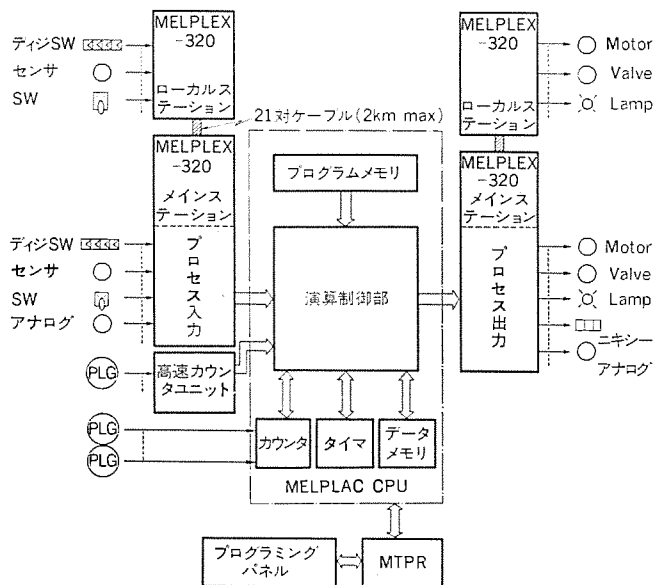 MELPLEX
-320
ローカルス
テーション
ディジSW
センサ
SW
21対ケーブル(2km max)
MELPLEX
-320
メインス
テーション
プロセス入力
ディジSW
センサ
SW
アナログ
PLG
高速カウン
タユニット
PLG
PLG
プログラムメモリ
演算制御部
カウンタ
タイマ
データ
メモリ
MELPLAC CPU
プログラミング
パネル
MTPR
MELPLEX
-320
ローカルス
テーション
Motor
Valve
Lamp
MELPLEX
-320
メインス
テーション
プロセス出力
Motor
Valve
Lamp
ニキシー
アナログ